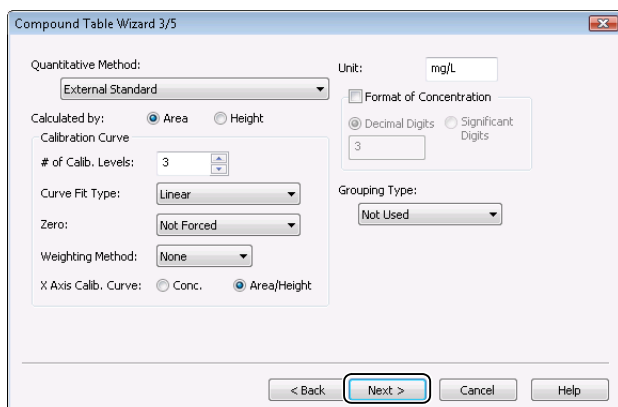 Compound Table Wizard 3/5
Quantitative Method:
External Standard
Calculated by: Area Height
Calibration Curve
# of Calib. Levels: 3
Curve Fit Type: Linear
Zero: Not Forced
Weighting Method: None
X Axis Calib. Curve: Conc. Area/Height
Unit: mg/L
Format of Concentration
Decimal Digits Significant
Digits
3
Grouping Type:
Not Used
< Back Next > Cancel Help